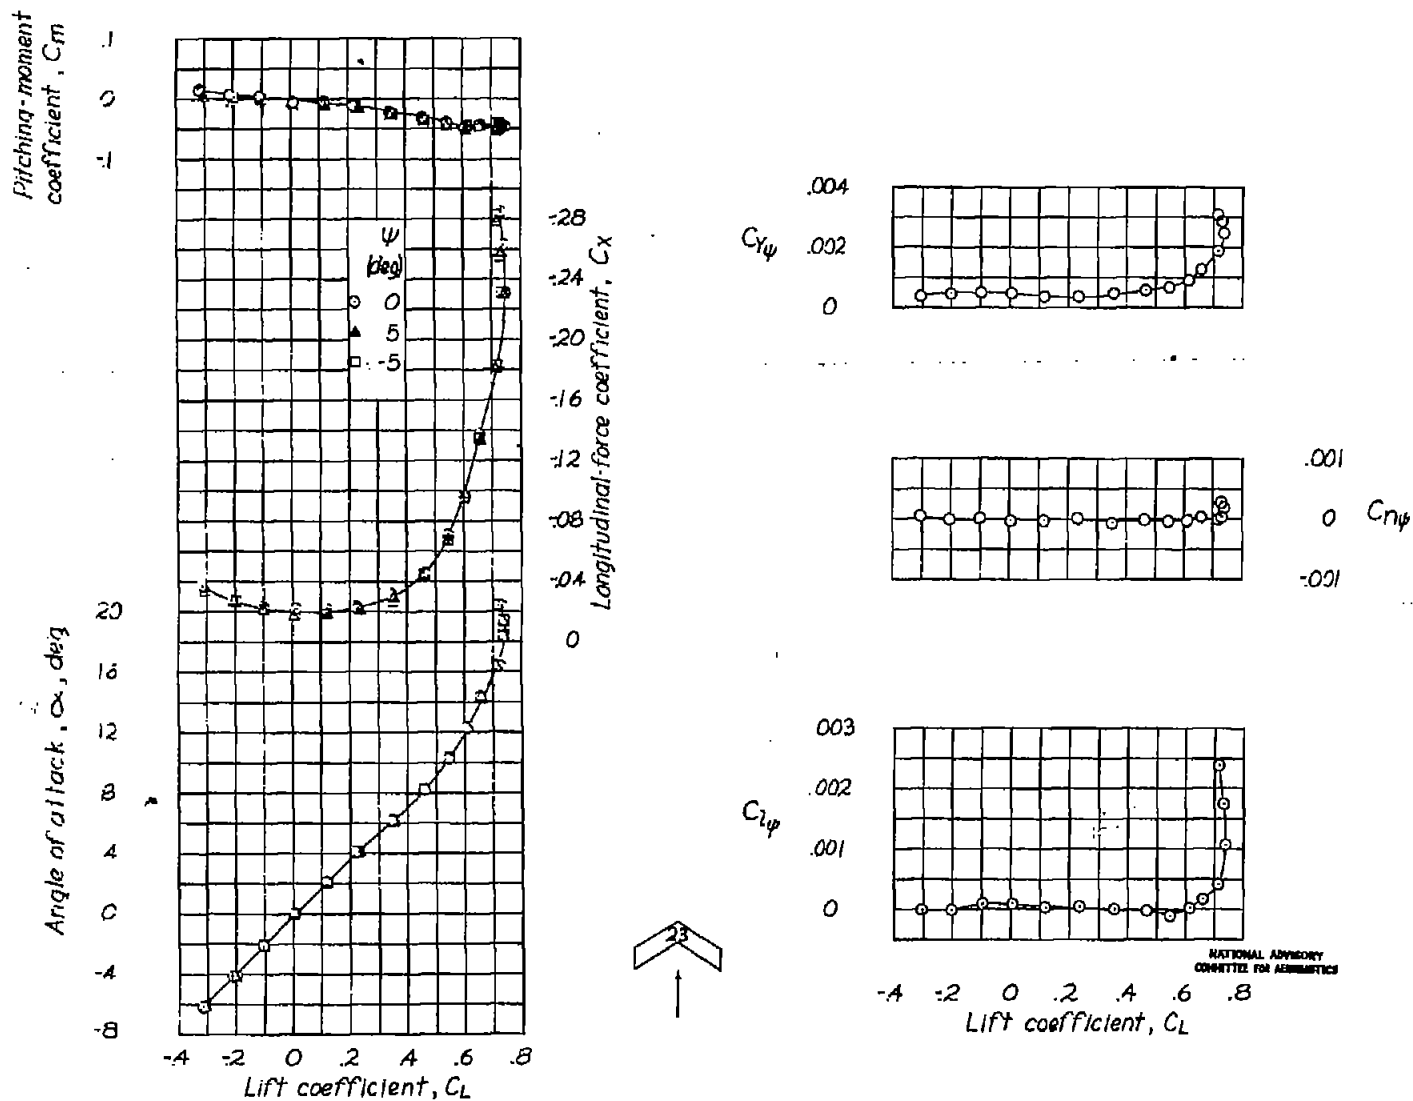 Pitching-moment
coefficient, Cm
.1
0
-.1
ψ
(deg)
0
5
-5
-.28
-.24
-.20
-.16
-.12
-.08
-.04
0
Longitudinal-force coefficient, CX
20
16
12
8
4
0
-4
-8
Angle of attack, α, deg
-.4 -.2 0 .2 .4 .6 .8
Lift coefficient, CL
23
.004
.002
0
CYψ
.001
0
-.001
Cnψ
.003
.002
.001
0
Clψ
NATIONAL ADVISORY
COMMITTEE FOR AERONAUTICS
-.4 -.2 0 .2 .4 .6 .8
Lift coefficient, CL